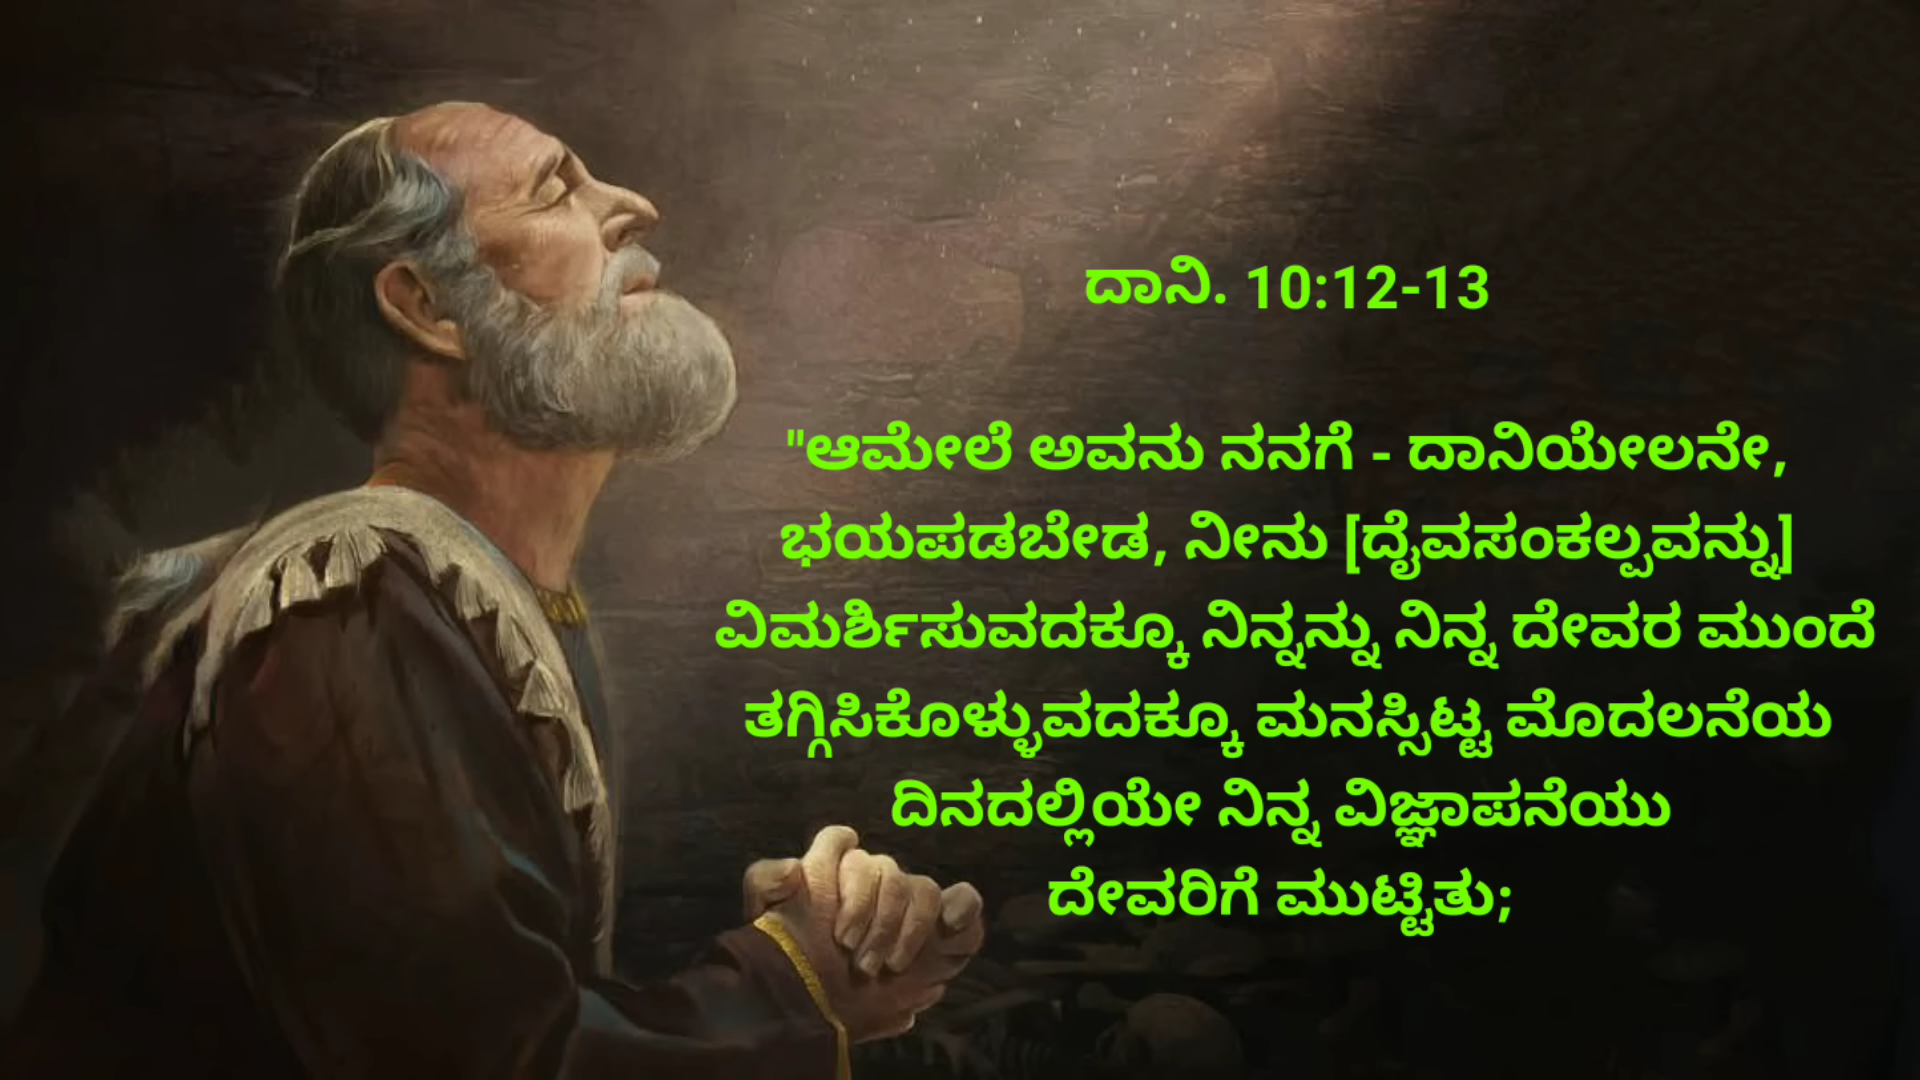 ದಾನಿ. 10:12-13
"ಆಮೇಲೆ ಅವನು ನನಗೆ - ದಾನಿಯೇಲನೇ,
ಭಯಪಡಬೇಡ, ನೀನು [ದೈವಸಂಕಲ್ಪವನ್ನು]
ವಿಮರ್ಶಿಸುವದಕ್ಕೂ ನಿನ್ನನ್ನು ನಿನ್ನ ದೇವರ ಮುಂದೆ
ತಗ್ಗಿಸಿಕೊಳ್ಳುವದಕ್ಕೂ ಮನಸ್ಸಿಟ್ಟ ಮೊದಲನೆಯ
ದಿನದಲ್ಲಿಯೇ ನಿನ್ನ ವಿಜ್ಞಾಪನೆಯು
ದೇವರಿಗೆ ಮುಟ್ಟಿತು;